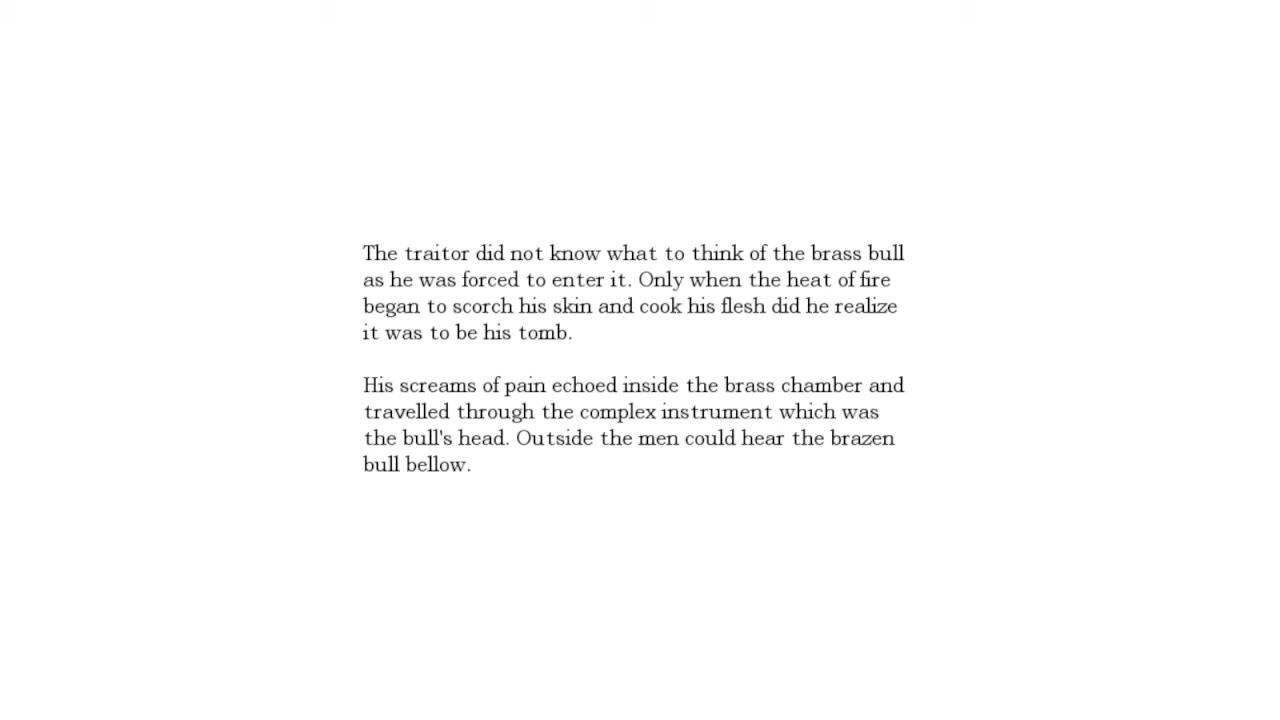 The traitor did not know what to think of the brass bull
as he was forced to enter it. Only when the heat of fire
began to scorch his skin and cook his flesh did he realize
it was to be his tomb.
His screams of pain echoed inside the brass chamber and
travelled through the complex instrument which was
the bull's head. Outside the men could hear the brazen
bull bellow.